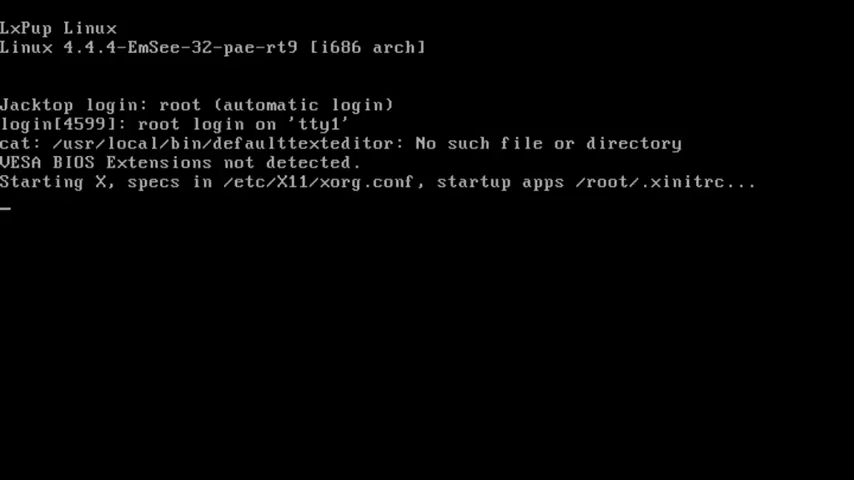 LxPup Linux
Linux 4.4.4-EmSee-32-pae-rt9 [i686 arch]
Jacktop login: root (automatic login)
login[4599]: root login on 'tty1'
cat: /usr/local/bin/defaulttexteditor: No such file or directory
VESA BIOS Extensions not detected.
Starting X, specs in /etc/X11/xorg.conf, startup apps /root/.xinitrc...